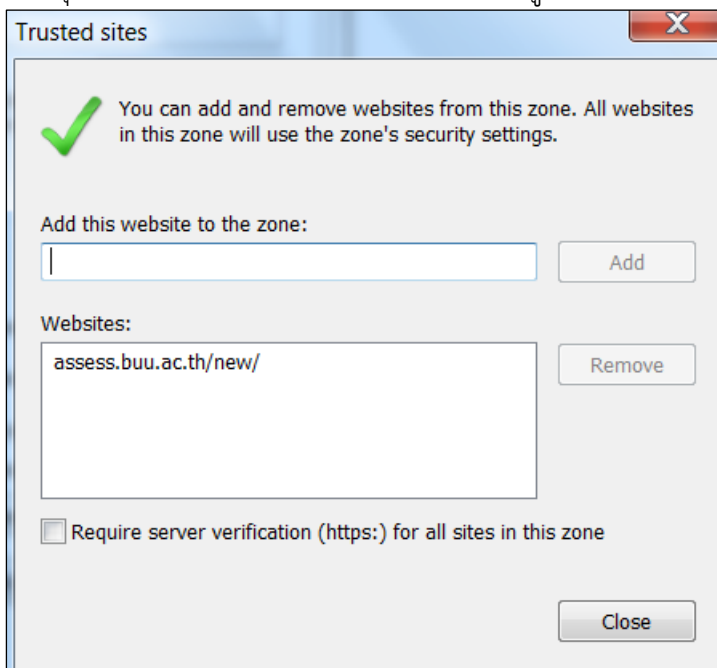 Trusted sites
You can add and remove websites from this zone. All websites
in this zone will use the zone's security settings.
Add this website to the zone:
Add
Websites:
assess.buu.ac.th/new/
Remove
Require server verification (https:) for all sites in this zone
Close